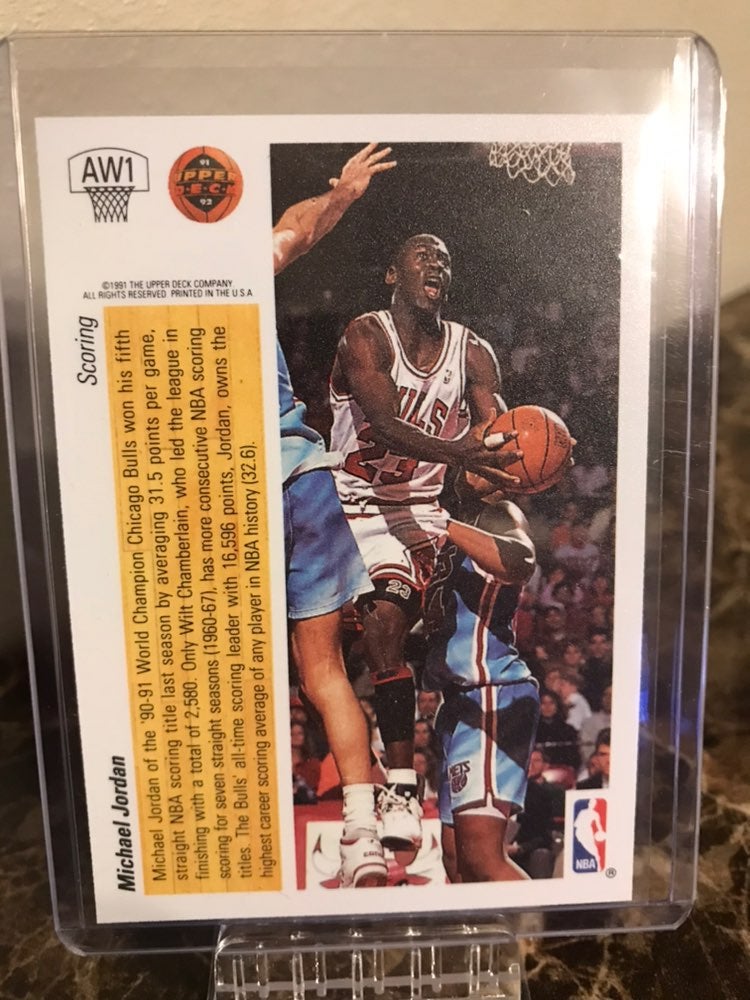 AW1
91
UPPER
DECK
92
©1991 THE UPPER DECK COMPANY
ALL RIGHTS RESERVED. PRINTED IN THE U S A
Michael Jordan
Scoring
Michael Jordan of the '90-91 World Champion Chicago Bulls won his fifth
straight NBA scoring title last season by averaging 31.5 points per game,
finishing with a total of 2,580. Only Wilt Chamberlain, who led the league in
scoring for seven straight seasons (1960-67), has more consecutive NBA scoring
titles. The Bulls' all-time scoring leader with 16,596 points, Jordan, owns the
highest career scoring average of any player in NBA history (32.6).
BULLS
23
23
NETS
NBA
®